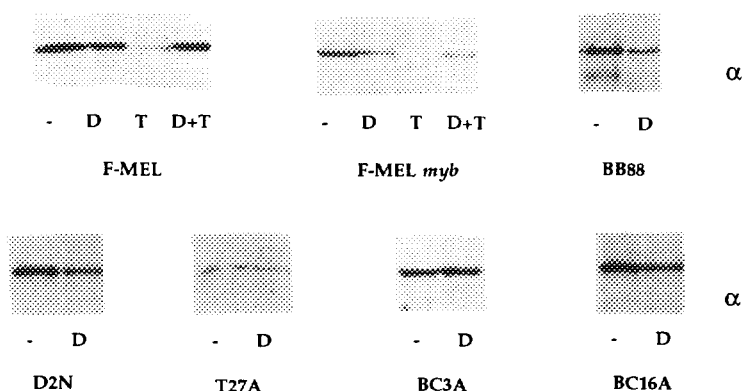 α
- D T D+T
F-MEL
- D T D+T
F-MEL myb
- D
BB88
α
- D
D2N
- D
T27A
- D
BC3A
- D
BC16A